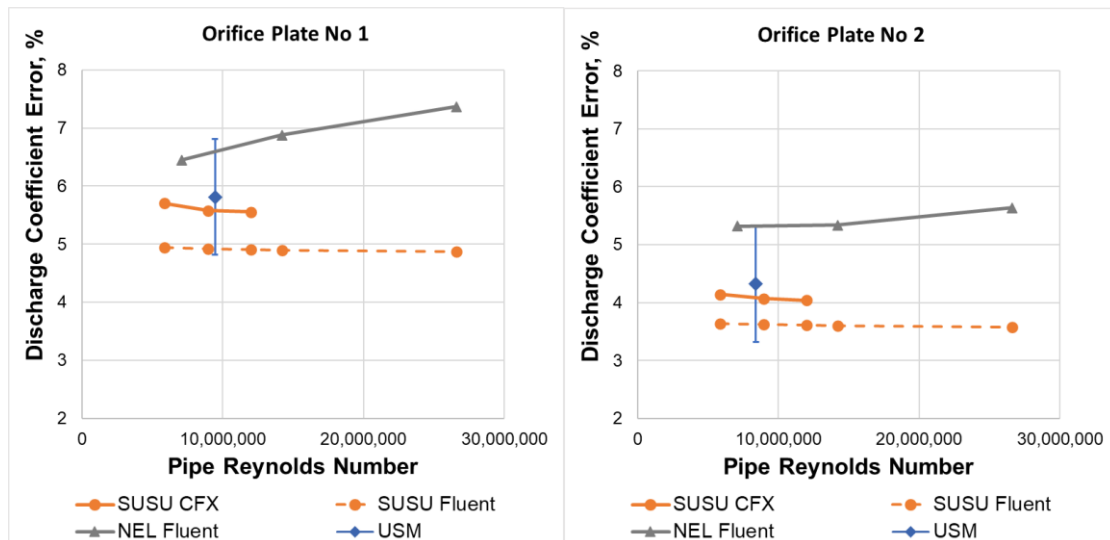 Orifice Plate No 1
Discharge Coefficient Error, %
8
7
6
5
4
3
2
0
10,000,000
20,000,000
30,000,000
Pipe Reynolds Number
SUSU CFX
SUSU Fluent
NEL Fluent
USM
Orifice Plate No 2
Discharge Coefficient Error, %
8
7
6
5
4
3
2
0
10,000,000
20,000,000
30,000,000
Pipe Reynolds Number
SUSU CFX
SUSU Fluent
NEL Fluent
USM